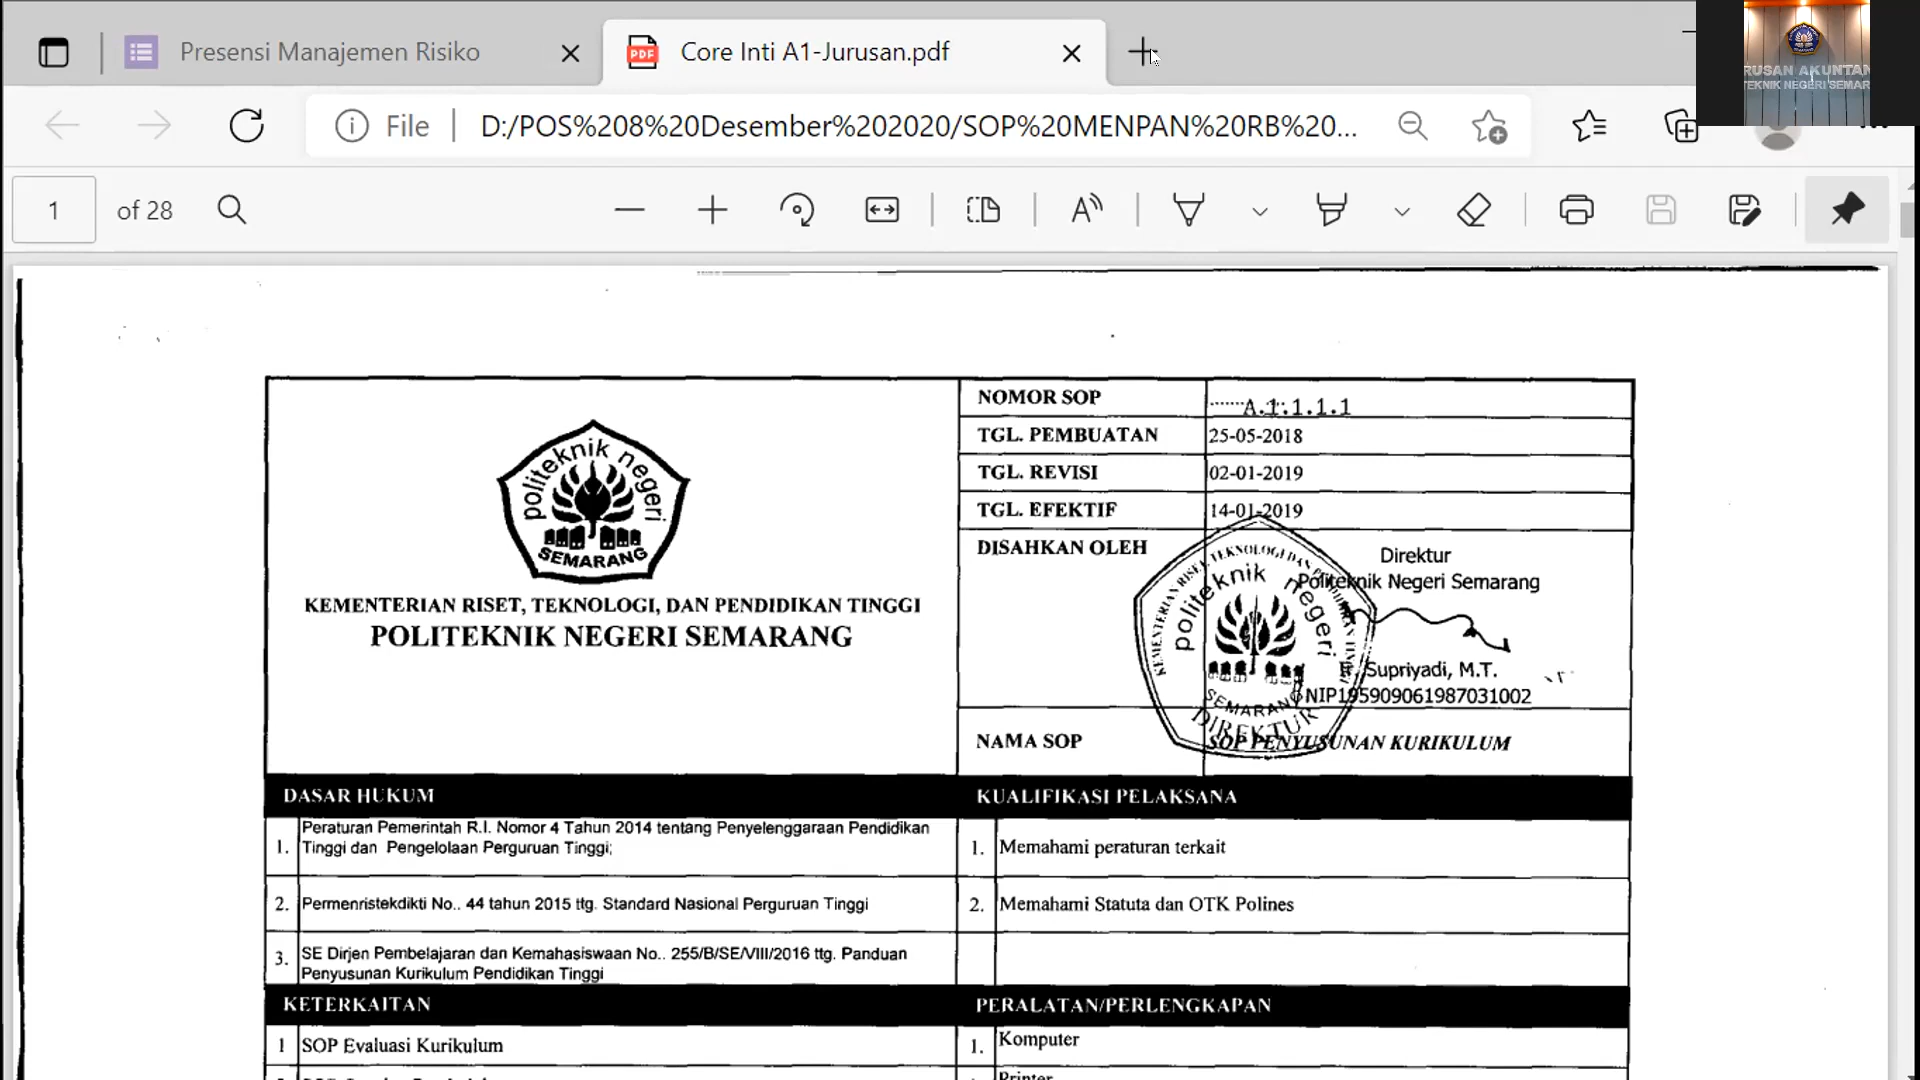 Presensi Manajemen Risiko
PDF Core Inti A1-Jurusan.pdf
File D:/POS%208%20Desember%202020/SOP%20MENPAN%20RB%20...
1 of 28
RUSAN AKUNTAN
TEKNIK NEGERI SEMAR
politeknik negeri
SEMARANG
KEMENTERIAN RISET, TEKNOLOGI, DAN PENDIDIKAN TINGGI
POLITEKNIK NEGERI SEMARANG
NOMOR SOP A.1.1.1.1
TGL. PEMBUATAN 25-05-2018
TGL. REVISI 02-01-2019
TGL. EFEKTIF 14-01-2019
DISAHKAN OLEH
Direktur
Politeknik Negeri Semarang
Supriyadi, M.T.
NIP195909061987031002
politeknik negeri
SEMARANG
DIREKTUR
NAMA SOP SOP PENYUSUNAN KURIKULUM
DASAR HUKUM
1. Peraturan Pemerintah R.I. Nomor 4 Tahun 2014 tentang Penyelenggaraan Pendidikan
Tinggi dan Pengelolaan Perguruan Tinggi;
2. Permenristekdikti No.. 44 tahun 2015 ttg. Standard Nasional Perguruan Tinggi
3. SE Dirjen Pembelajaran dan Kemahasiswaan No.. 255/B/SE/VIII/2016 ttg. Panduan
Penyusunan Kurikulum Pendidikan Tinggi
KUALIFIKASI PELAKSANA
1. Memahami peraturan terkait
2. Memahami Statuta dan OTK Polines
KETERKAITAN
1 SOP Evaluasi Kurikulum
PERALATAN/PERLENGKAPAN
1. Komputer
Printer